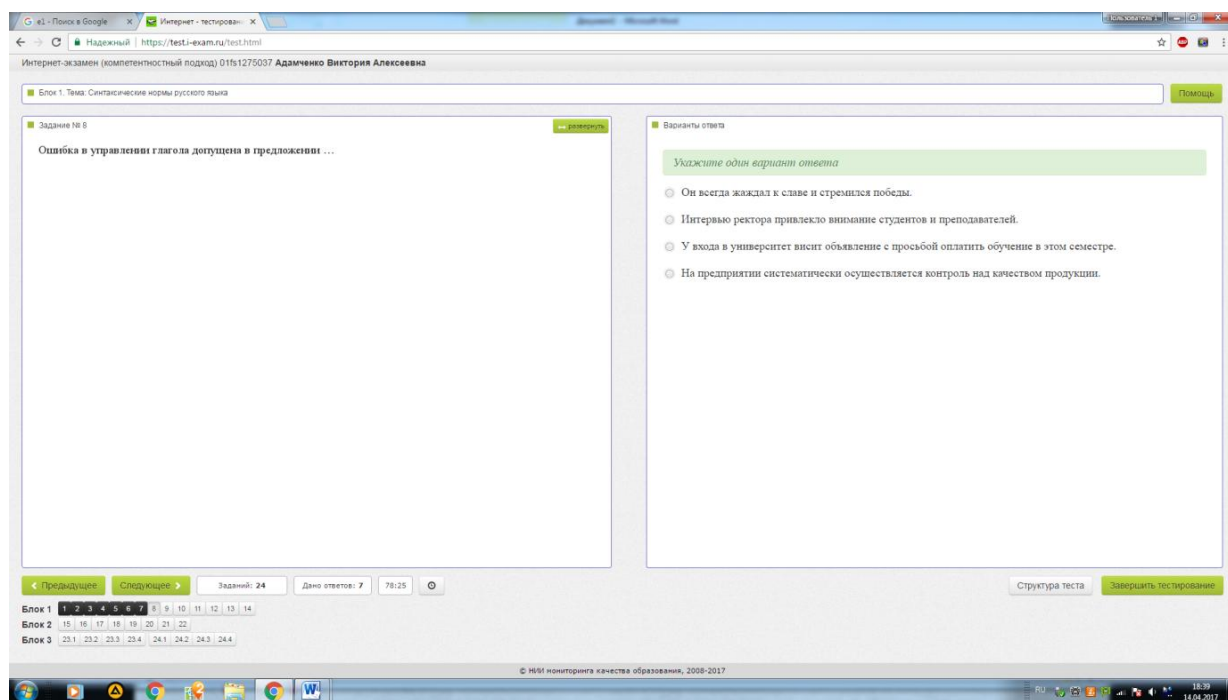 e1 - Поиск в Google
Интернет - тестирован
Документ1 - Microsoft Word
Надежный https://test.i-exam.ru/test.html
Интернет-экзамен (компетентностный подход) 01fs1275037 Адамченко Виктория Алексеевна
Блок 1. Тема: Синтаксические нормы русского языка
Помощь
Задание № 8
развернуть
Ошибка в управлении глагола допущена в предложении …
Варианты ответа
Укажите один вариант ответа
Он всегда жаждал к славе и стремился победы.
Интервью ректора привлекло внимание студентов и преподавателей.
У входа в университет висит объявление с просьбой оплатить обучение в этом семестре.
На предприятии систематически осуществляется контроль над качеством продукции.
Предыдущее Следующее Заданий: 24 Дано ответов: 7 78:25
Структура теста Завершить тестирование
Блок 1 1 2 3 4 5 6 7 8 9 10 11 12 13 14
Блок 2 15 16 17 18 19 20 21 22
Блок 3 23.1 23.2 23.3 23.4 24.1 24.2 24.3 24.4
© НИИ мониторинга качества образования, 2008-2017
RU 18:39
14.04.2017